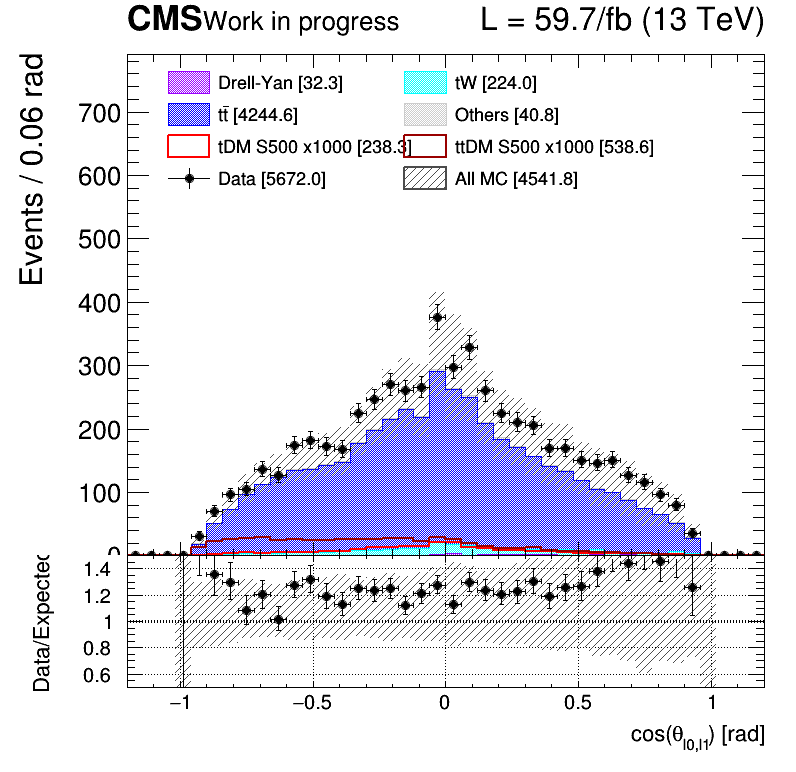 CMS Work in progress L = 59.7/fb (13 TeV)
Events / 0.06 rad
Drell-Yan [32.3] tW [224.0]
tt̄ [4244.6] Others [40.8]
tDM S500 x1000 [238.3] ttDM S500 x1000 [538.6]
Data [5672.0] All MC [4541.8]
700
600
500
400
300
200
100
0
Data/Expected
1.4
1.2
1
0.8
0.6
−1 −0.5 0 0.5 1
cos(θl0,l1) [rad]